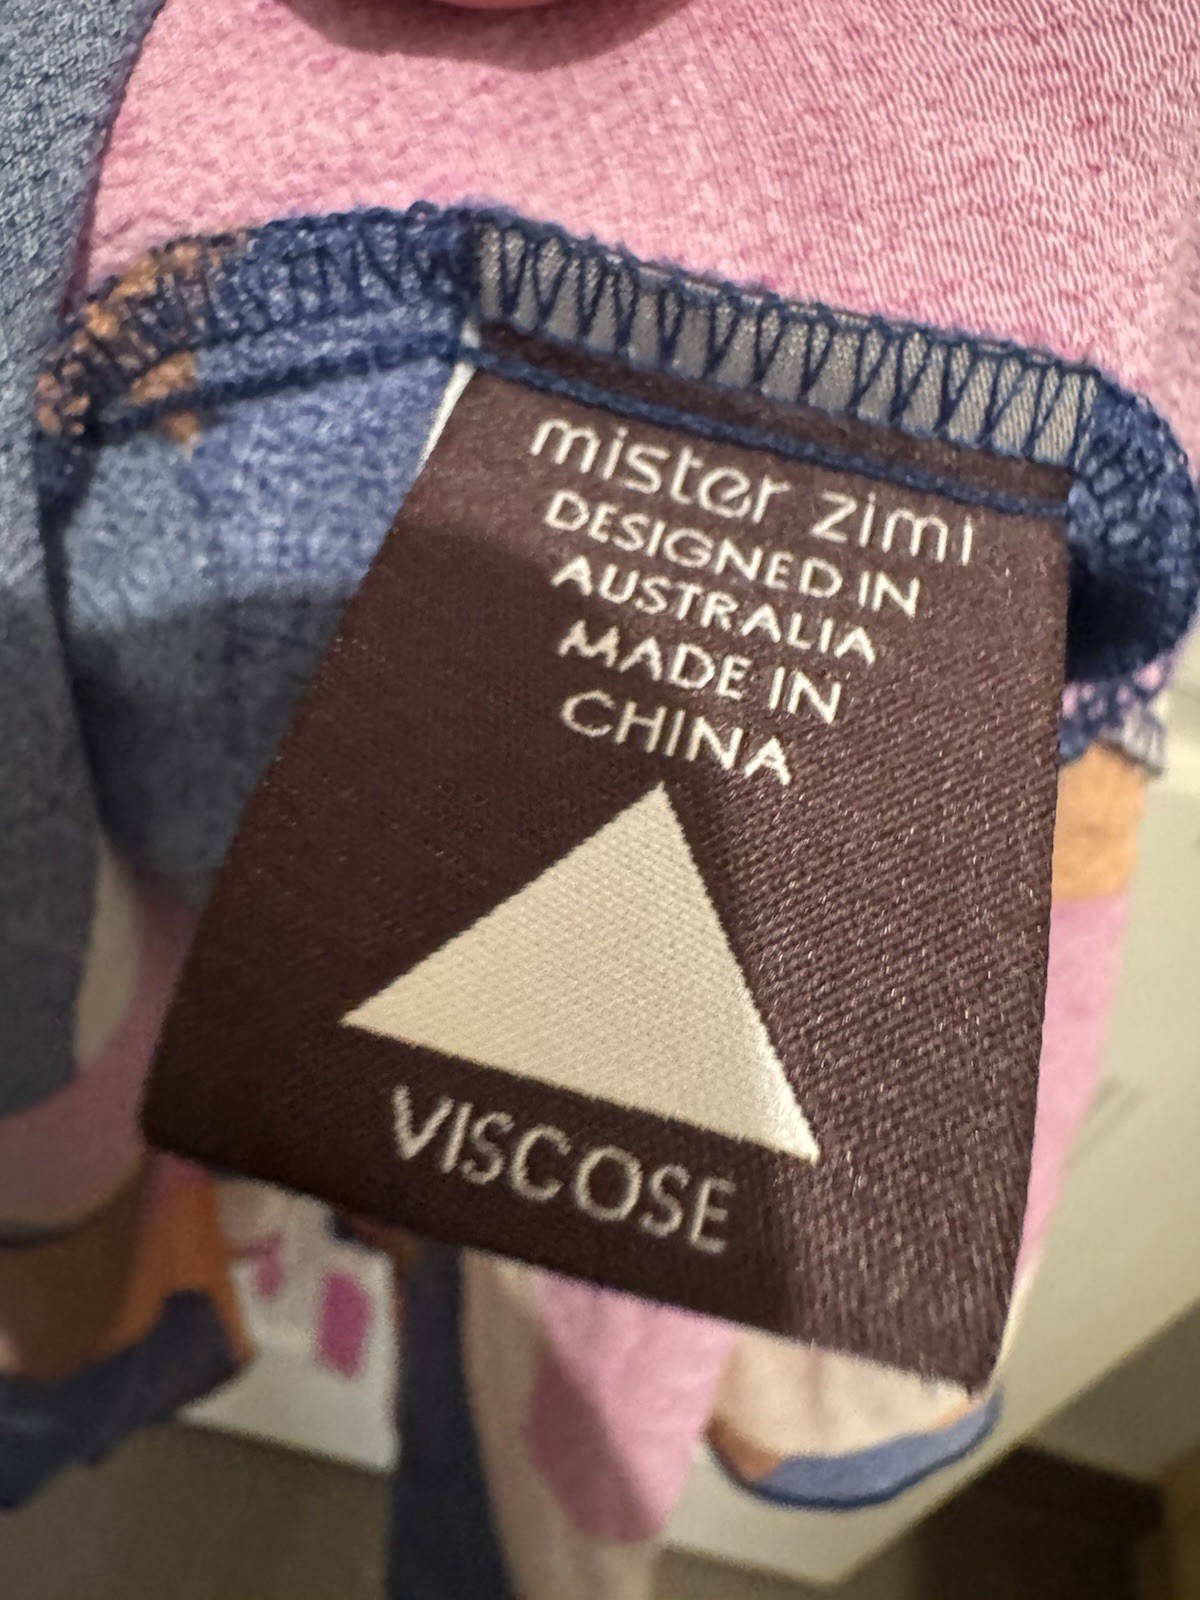 mister zimi
DESIGNED IN
AUSTRALIA
MADE IN
CHINA
VISCOSE